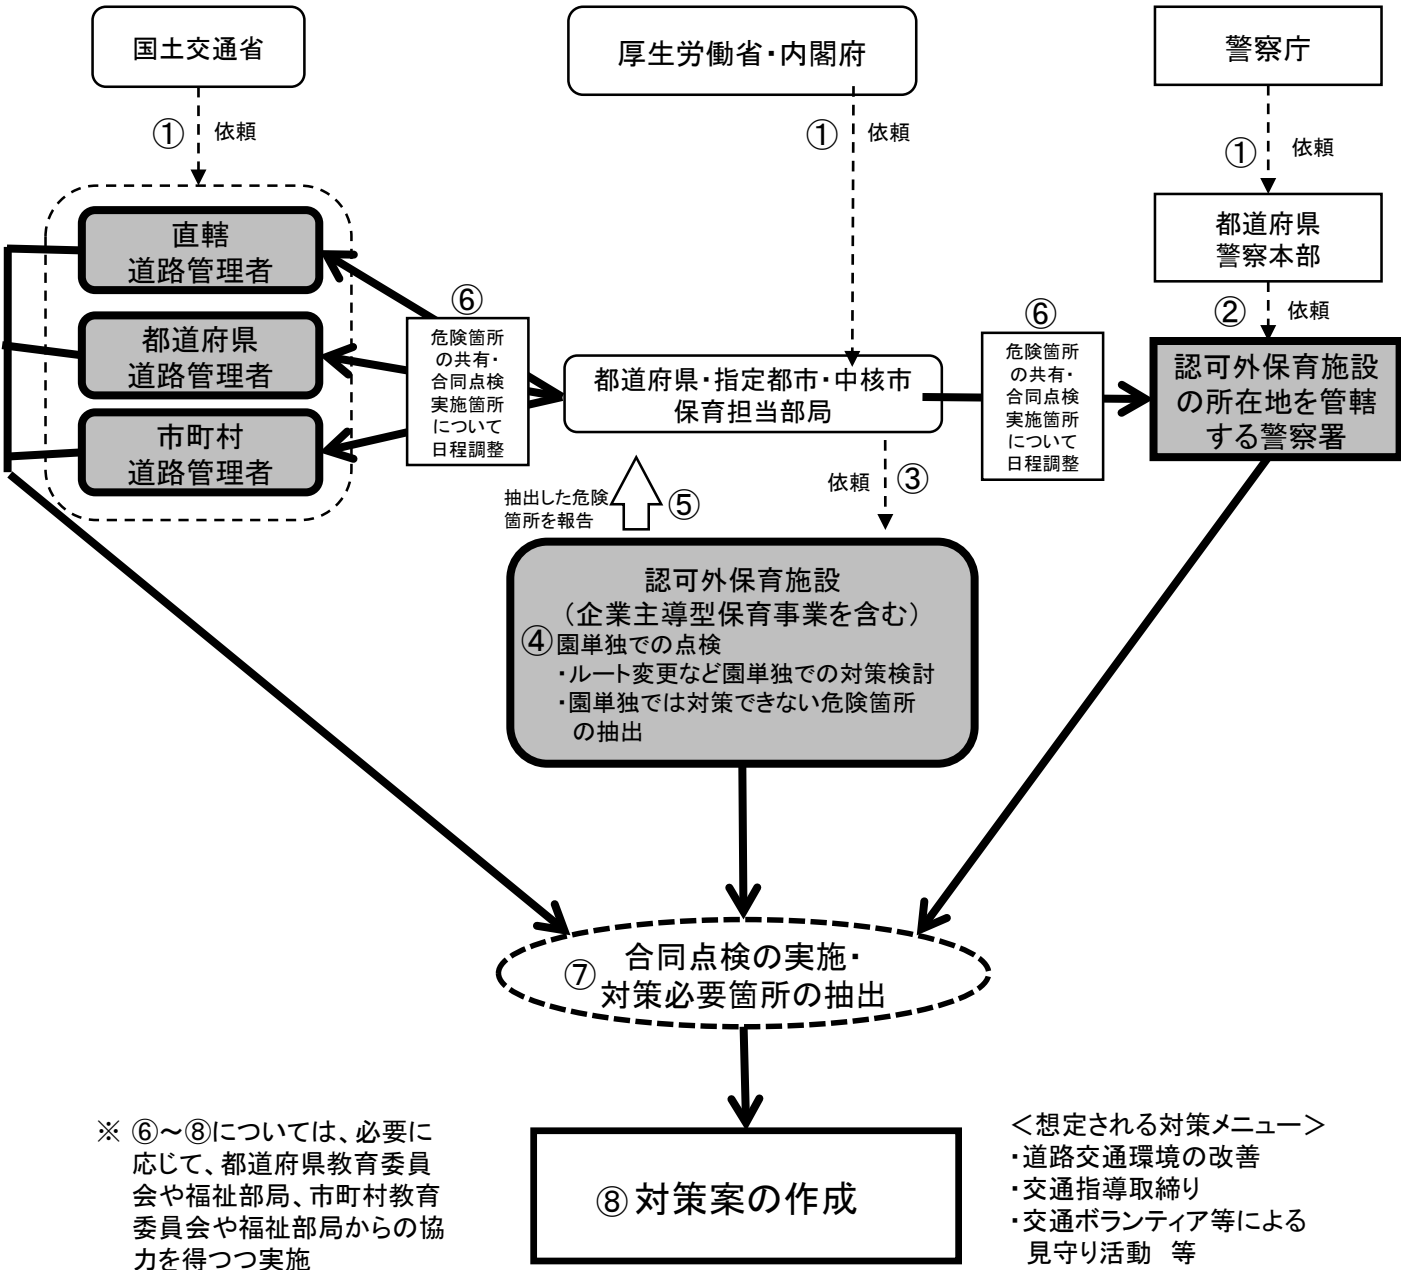 国土交通省
厚生労働省・内閣府
警察庁
① 依頼
① 依頼
① 依頼
直轄
道路管理者
都道府県
道路管理者
市町村
道路管理者
都道府県
警察本部
② 依頼
⑥
危険箇所
の共有・
合同点検
実施箇所
について
日程調整
都道府県・指定都市・中核市
保育担当部局
⑥
危険箇所
の共有・
合同点検
実施箇所
について
日程調整
認可外保育施設
の所在地を管轄
する警察署
抽出した危険
箇所を報告
⑤
依頼 ③
認可外保育施設
（企業主導型保育事業を含む）
④園単独での点検
・ルート変更など園単独での対策検討
・園単独では対策できない危険箇所
の抽出
⑦
合同点検の実施・
対策必要箇所の抽出
⑧対策案の作成
※ ⑥～⑧については、必要に
応じて、都道府県教育委員
会や福祉部局、市町村教育
委員会や福祉部局からの協
力を得つつ実施
＜想定される対策メニュー＞
・道路交通環境の改善
・交通指導取締り
・交通ボランティア等による
見守り活動 等